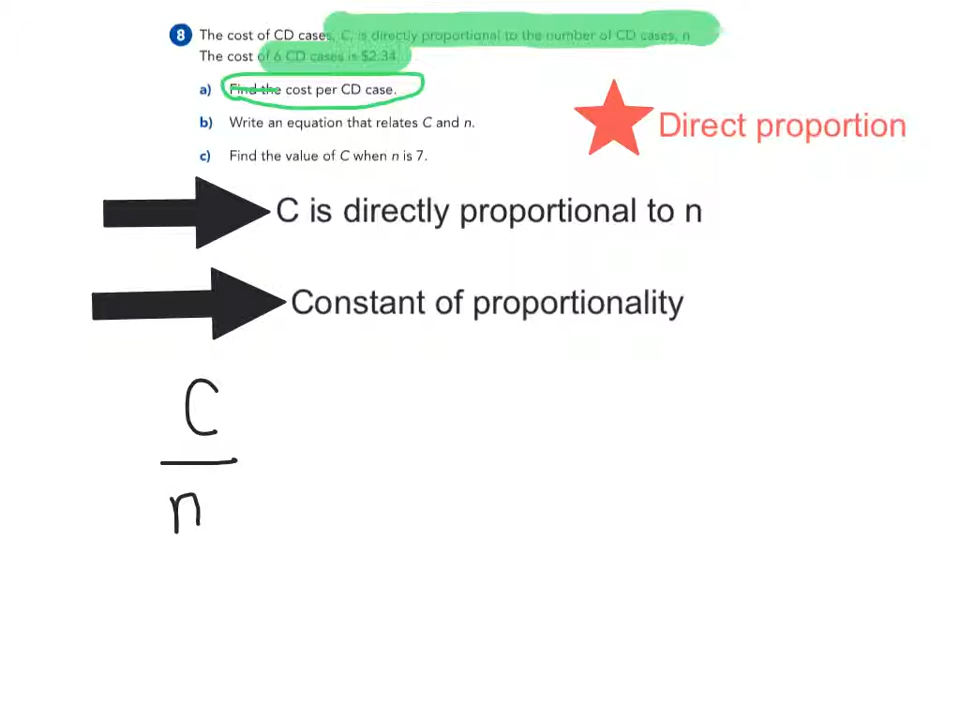 8 The cost of CD cases, C, is directly proportional to the number of CD cases, n
The cost of 6 CD cases is $2.34.
a) Find the cost per CD case.
b) Write an equation that relates C and n.
c) Find the value of C when n is 7.
Direct proportion
C is directly proportional to n
Constant of proportionality
C
n